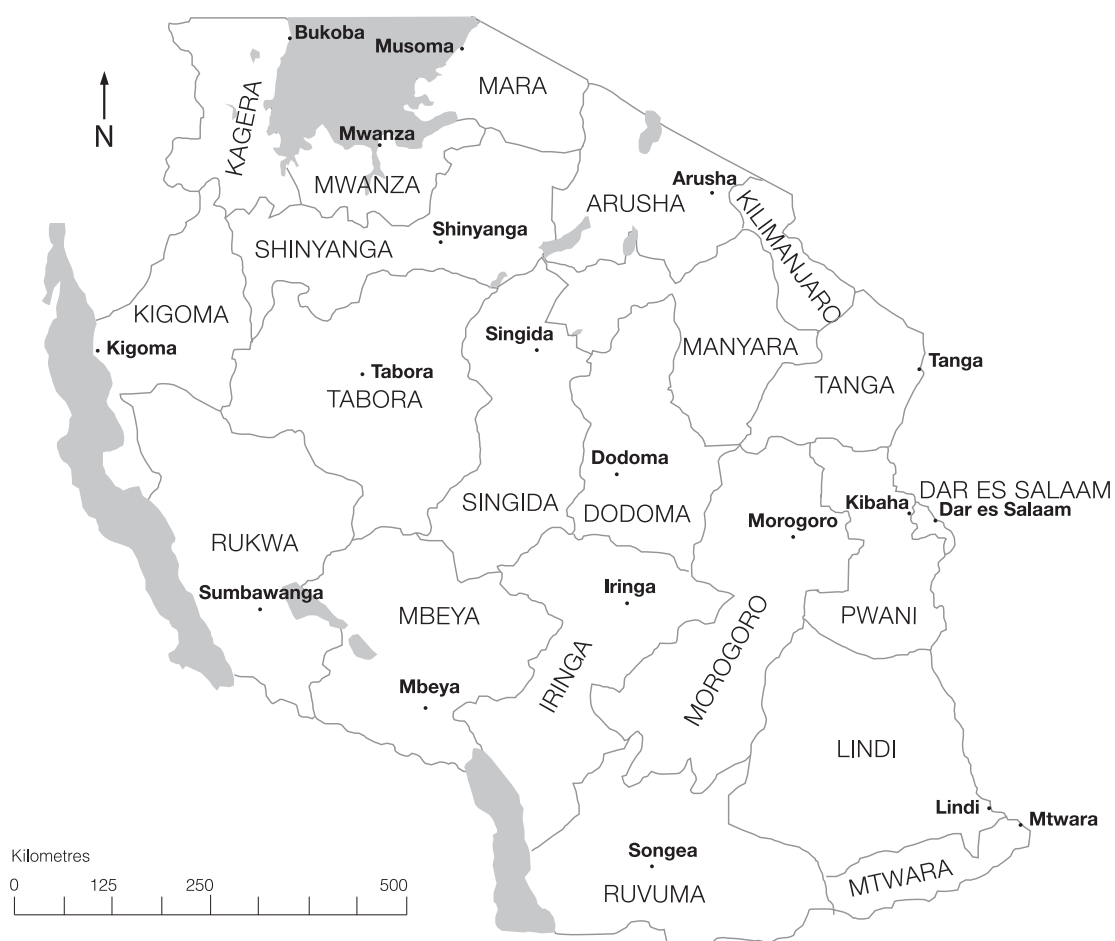 Bukoba
Musoma
MARA
N
KAGERA
Mwanza
MWANZA
Arusha
ARUSHA
KILIMANJARO
Shinyanga
SHINYANGA
KIGOMA
Kigoma
Singida
MANYARA
Tanga
TANGA
Tabora
TABORA
Dodoma
SINGIDA
DODOMA
DAR ES SALAAM
Kibaha
Dar es Salaam
Morogoro
RUKWA
Sumbawanga
Iringa
MBEYA
PWANI
IRINGA
MOROGORO
Mbeya
LINDI
Lindi
Mtwara
Songea
MTWARA
RUVUMA
Kilometres
0 125 250 500